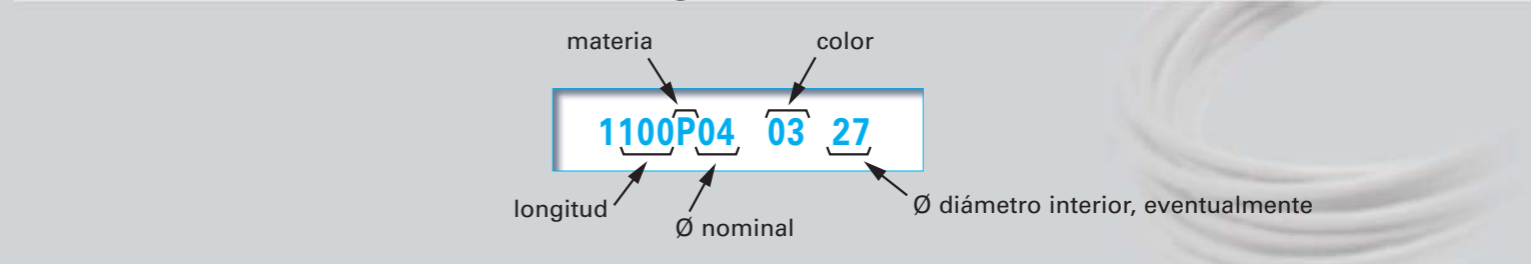 materia color
1100P04 03 27
longitud Ø diámetro interior, eventualmente
Ø nominal